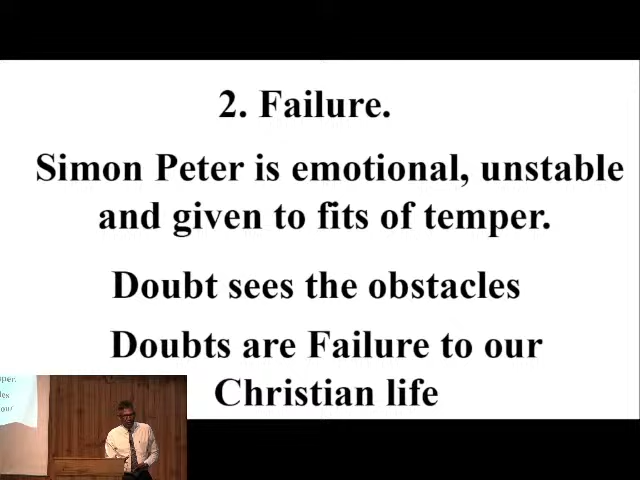 2. Failure.
Simon Peter is emotional, unstable
and given to fits of temper.
Doubt sees the obstacles
Doubts are Failure to our
Christian life